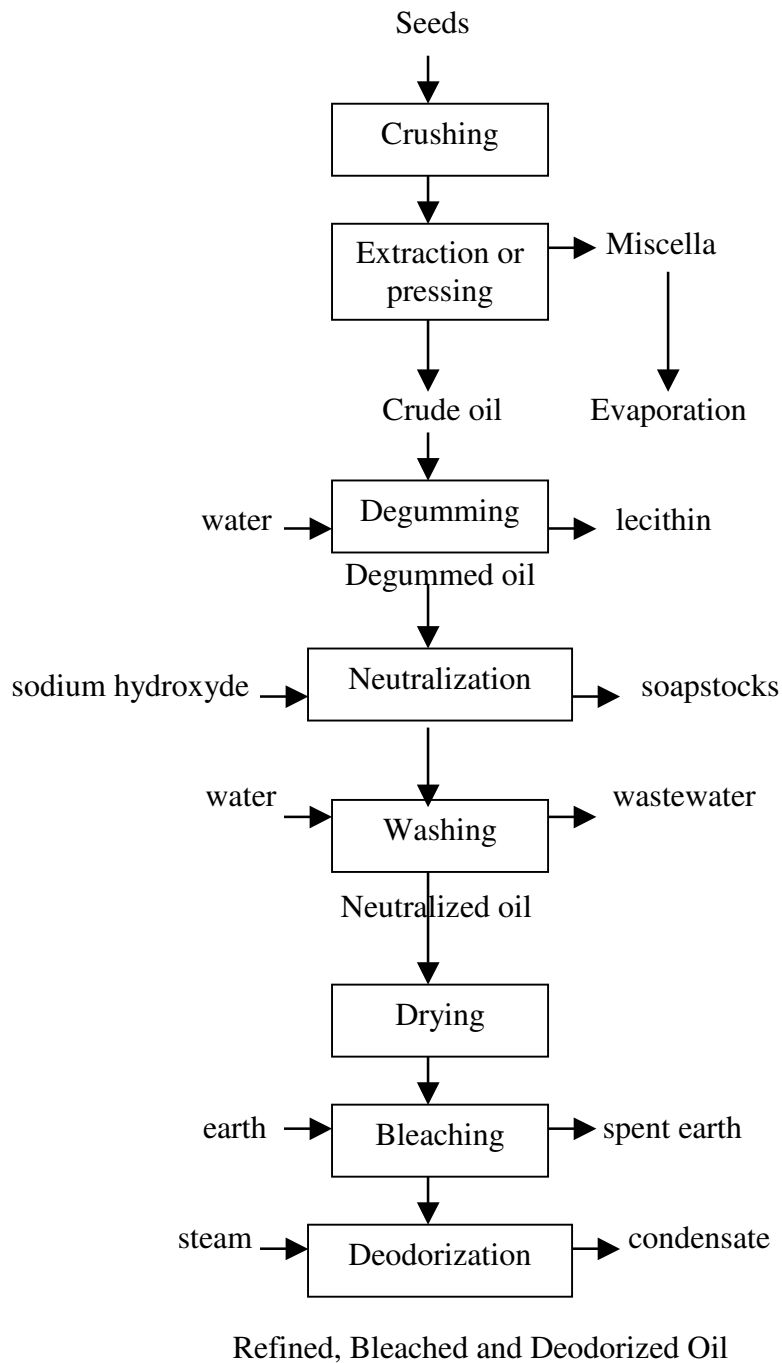 Seeds
Crushing
Extraction or
pressing
Miscella
Crude oil
Evaporation
water
Degumming
lecithin
Degummed oil
sodium hydroxyde
Neutralization
soapstocks
water
Washing
wastewater
Neutralized oil
Drying
earth
Bleaching
spent earth
steam
Deodorization
condensate
Refined, Bleached and Deodorized Oil